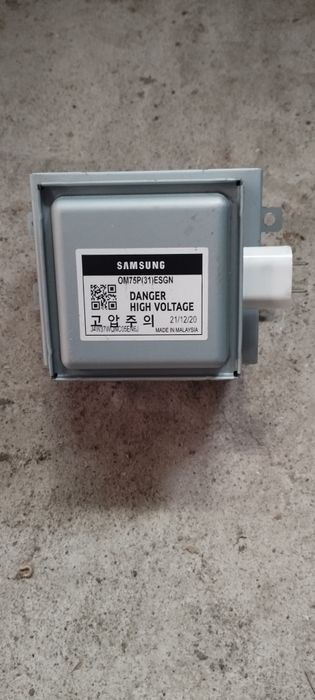 SAMSUNG
OM75P(31)ESGN
DANGER
HIGH VOLTAGE
고압주의 21/12/20
MADE IN MALAYSIA